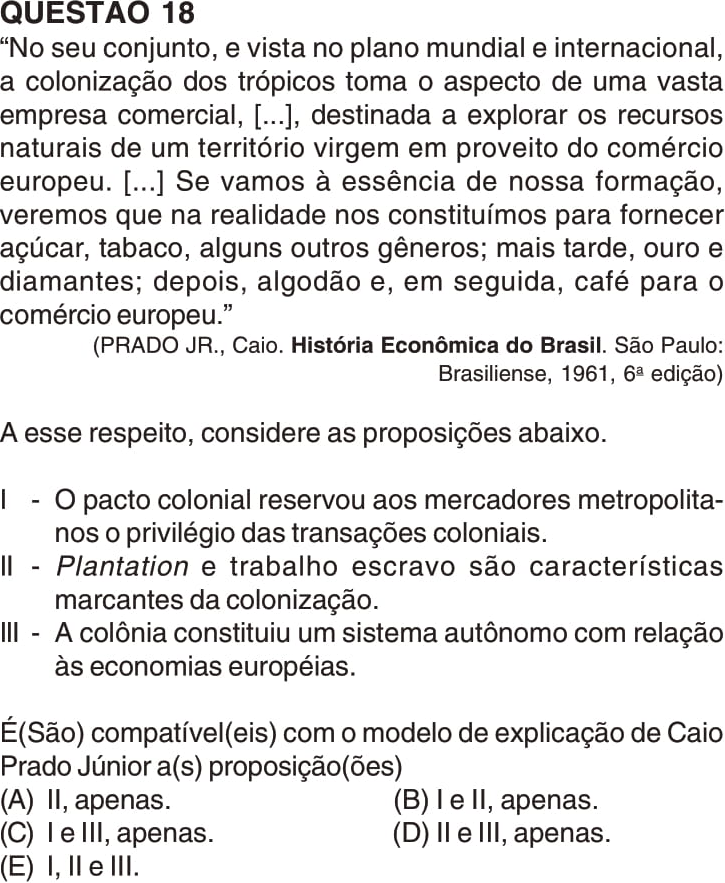 QUESTÃO 18
“No seu conjunto, e vista no plano mundial e internacional,
a colonização dos trópicos toma o aspecto de uma vasta
empresa comercial, [...], destinada a explorar os recursos
naturais de um território virgem em proveito do comércio
europeu. [...] Se vamos à essência de nossa formação,
veremos que na realidade nos constituímos para fornecer
açúcar, tabaco, alguns outros gêneros; mais tarde, ouro e
diamantes; depois, algodão e, em seguida, café para o
comércio europeu.”
(PRADO JR., Caio. História Econômica do Brasil. São Paulo:
Brasiliense, 1961, 6ª edição)
A esse respeito, considere as proposições abaixo.
I - O pacto colonial reservou aos mercadores metropolita-
nos o privilégio das transações coloniais.
II - Plantation e trabalho escravo são características
marcantes da colonização.
III - A colônia constituiu um sistema autônomo com relação
às economias européias.
É(São) compatível(eis) com o modelo de explicação de Caio
Prado Júnior a(s) proposição(ões)
(A) II, apenas. (B) I e II, apenas.
(C) I e III, apenas. (D) II e III, apenas.
(E) I, II e III.